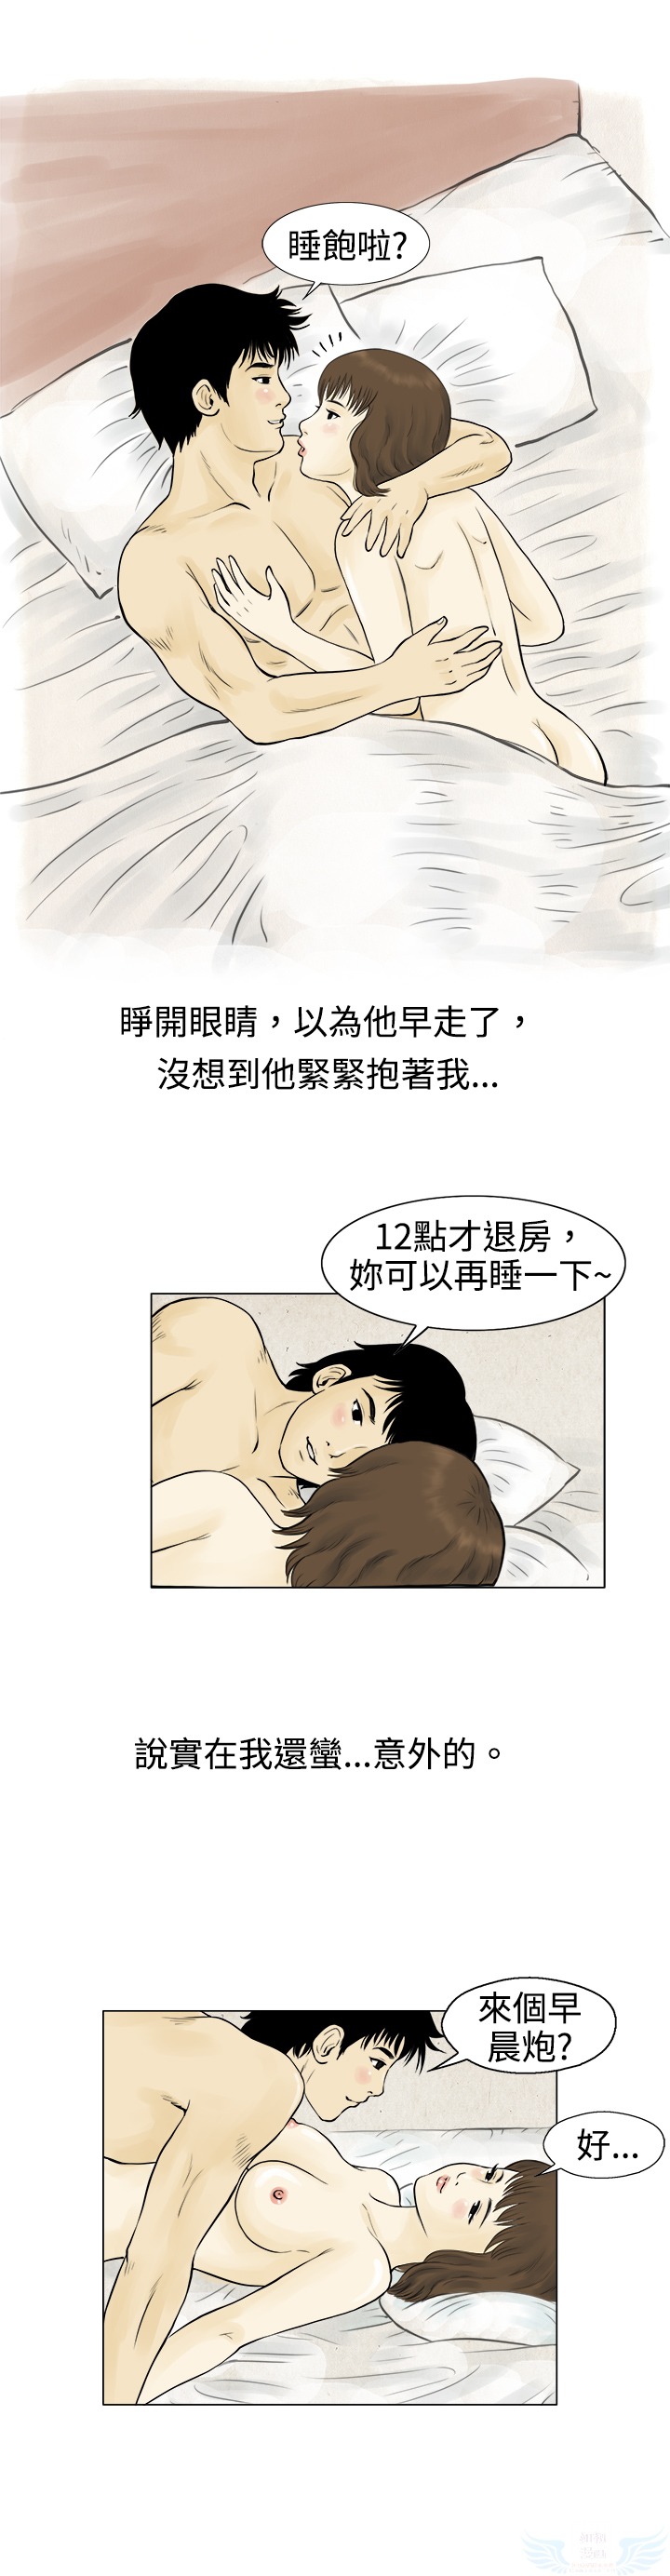 睡飽啦?
睜開眼睛，以為他早走了，
沒想到他緊緊抱著我...
12點才退房，
妳可以再睡一下~
說實在我還蠻...意外的。
來個早
晨炮?
好...